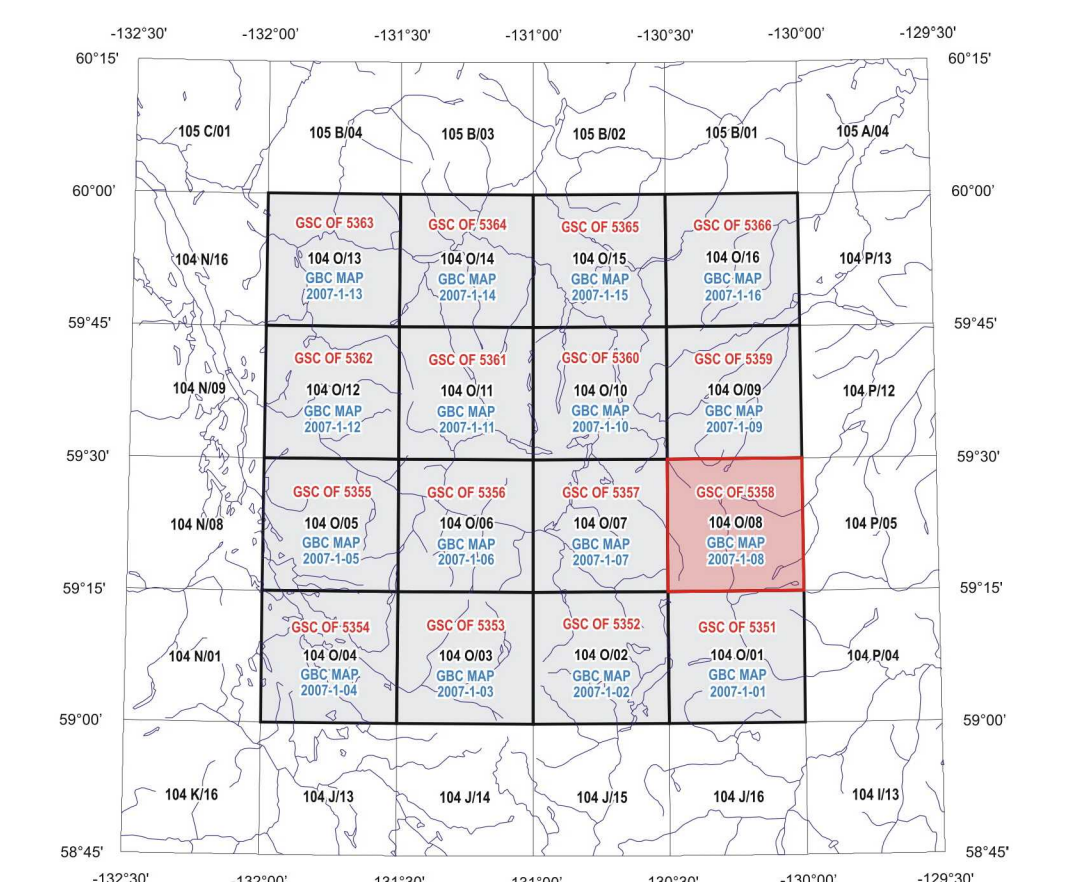 -132°30' -132°00' -131°30' -131°00' -130°30' -130°00' -129°30'
60°15' 60°15'
105 C/01 105 B/04 105 B/03 105 B/02 105 B/01 105 A/04
60°00' 60°00'
GSC OF 5363 GSC OF 5364 GSC OF 5365 GSC OF 5366
104 N/16 104 O/13 104 O/14 104 O/15 104 O/16 104 P/13
GBC MAP GBC MAP GBC MAP GBC MAP
2007-1-13 2007-1-14 2007-1-15 2007-1-16
59°45' 59°45'
GSC OF 5362 GSC OF 5361 GSC OF 5360 GSC OF 5359
104 N/09 104 O/12 104 O/11 104 O/10 104 O/09 104 P/12
GBC MAP GBC MAP GBC MAP GBC MAP
2007-1-12 2007-1-11 2007-1-10 2007-1-09
59°30' 59°30'
GSC OF 5355 GSC OF 5356 GSC OF 5357 GSC OF 5358
104 N/08 104 O/05 104 O/06 104 O/07 104 O/08 104 P/05
GBC MAP GBC MAP GBC MAP GBC MAP
2007-1-05 2007-1-06 2007-1-07 2007-1-08
59°15' 59°15'
GSC OF 5354 GSC OF 5353 GSC OF 5352 GSC OF 5351
104 N/01 104 O/04 104 O/03 104 O/02 104 O/01 104 P/04
GBC MAP GBC MAP GBC MAP GBC MAP
2007-1-04 2007-1-03 2007-1-02 2007-1-01
59°00' 59°00'
104 K/16 104 J/13 104 J/14 104 J/15 104 J/16 104 I/13
58°45' 58°45'
-132°30' -132°00' -131°30' -131°00' -130°30' -130°00' -129°30'